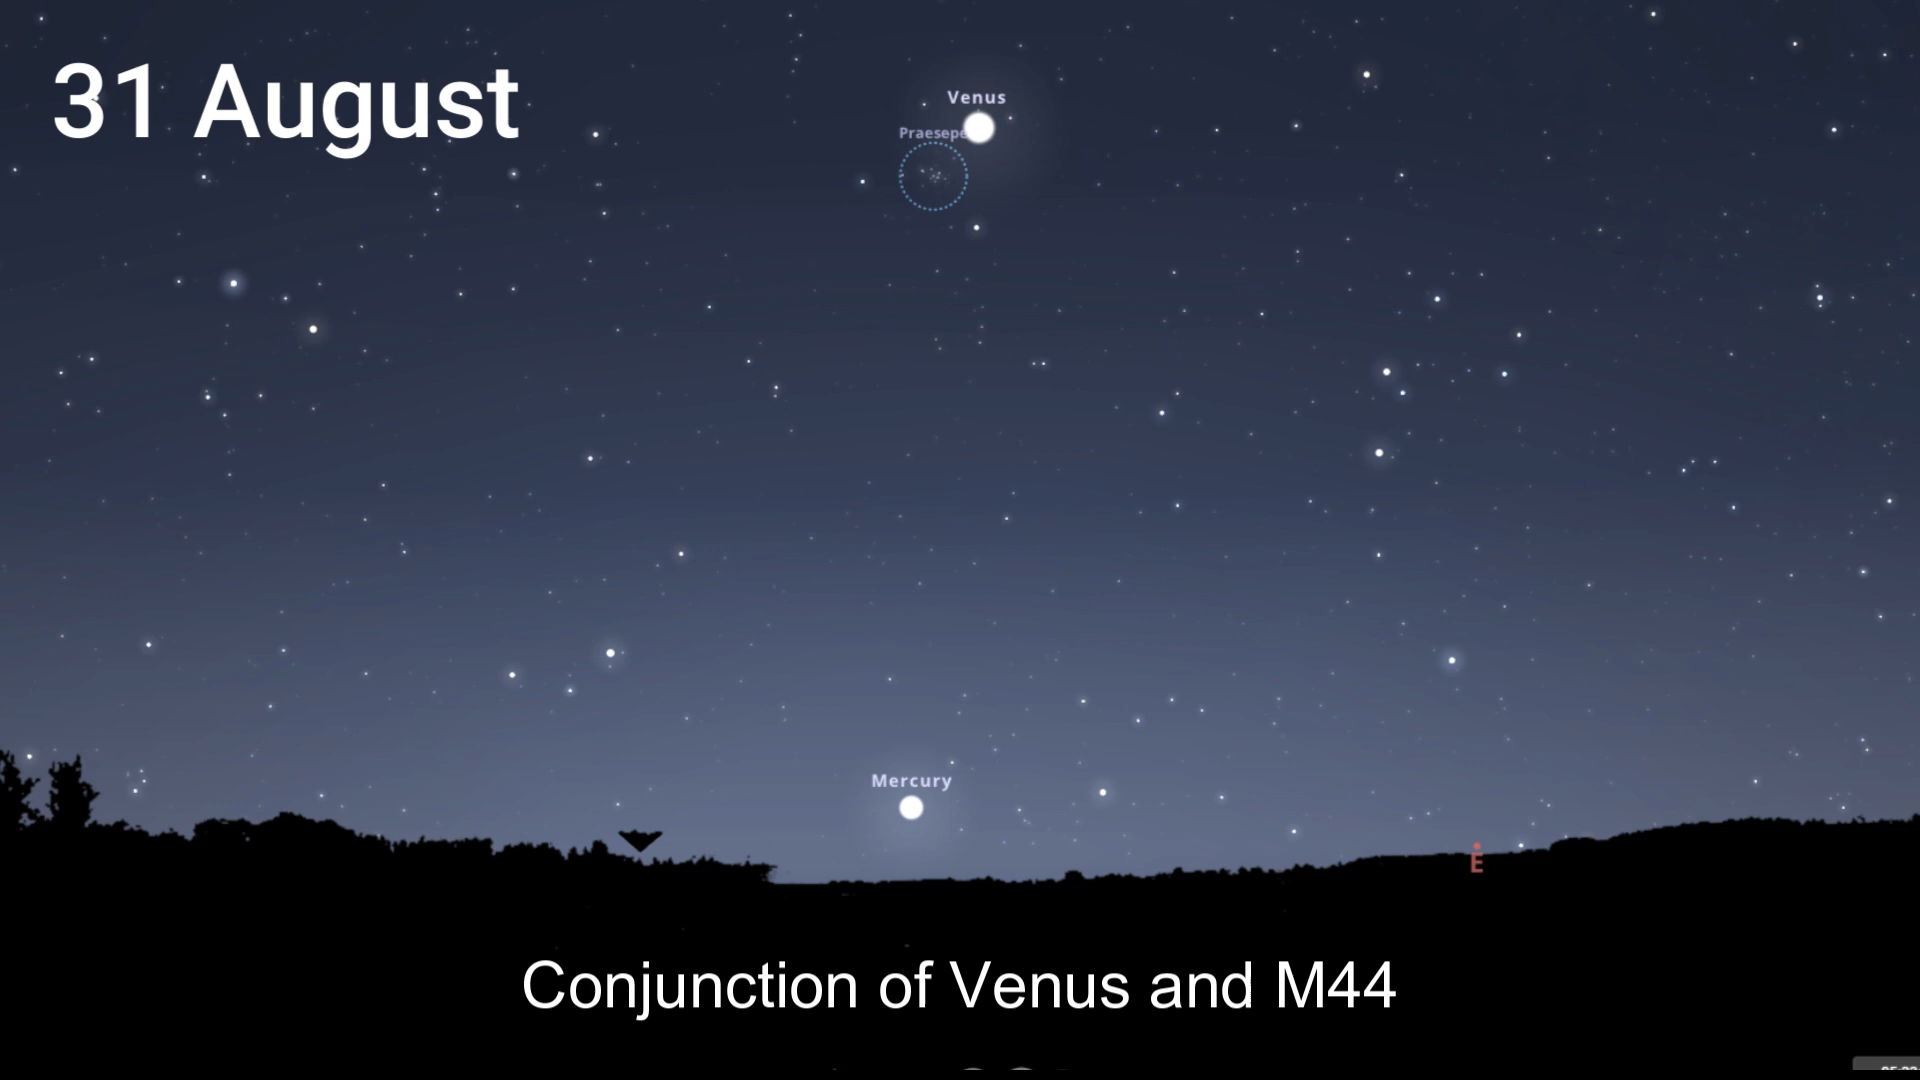 31 August
Venus
Praesepe
Mercury
E
Conjunction of Venus and M44